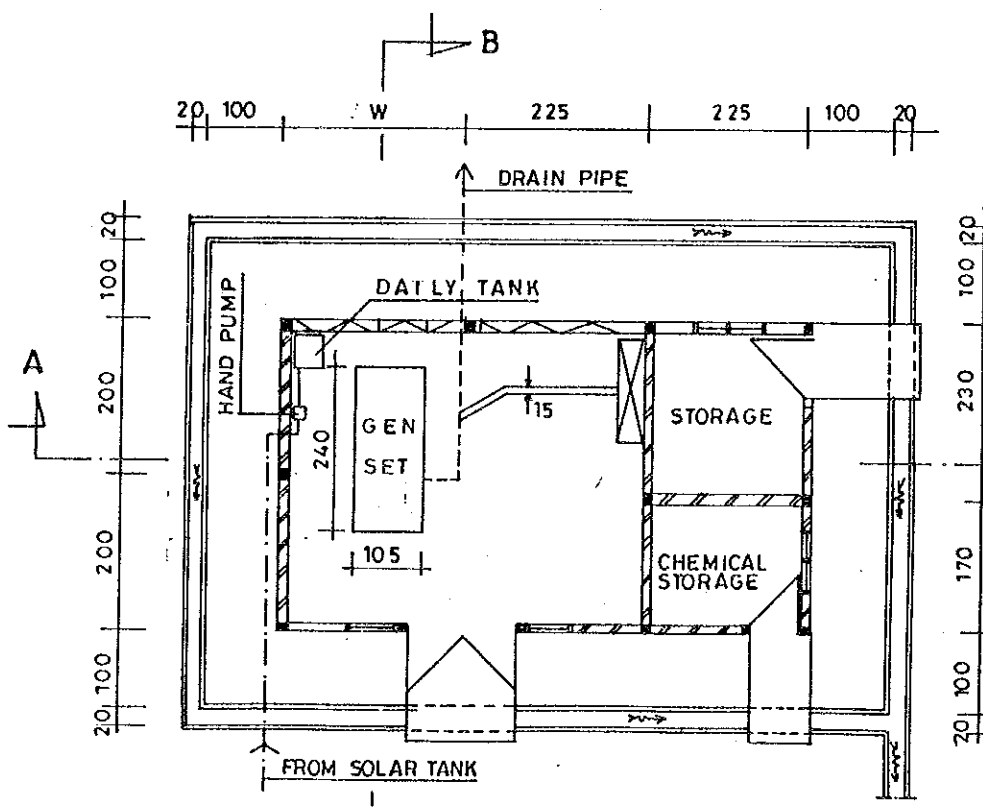 B
20 100 W 225 225 100 20
DRAIN PIPE
20
100
200
200
100
20
20
100
230
170
100
20
HAND PUMP
DAILY TANK
A
GEN
SET
240
105
15
STORAGE
CHEMICAL
STORAGE
FROM SOLAR TANK